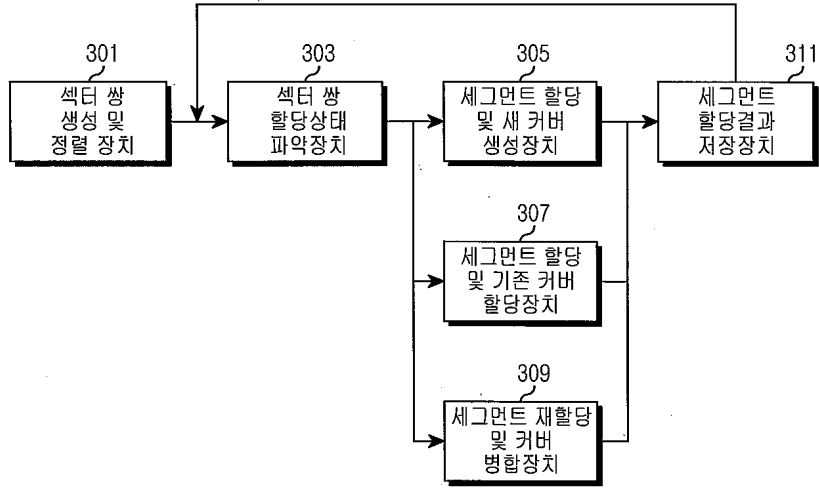 301
섹터 쌍
생성 및
정렬 장치
303
섹터 쌍
할당상태
파악장치
305
세그먼트 할당
및 새 커버
생성장치
311
세그먼트
할당결과
저장장치
307
세그먼트 할당
및 기존 커버
할당장치
309
세그먼트 재할당
및 커버
병합장치